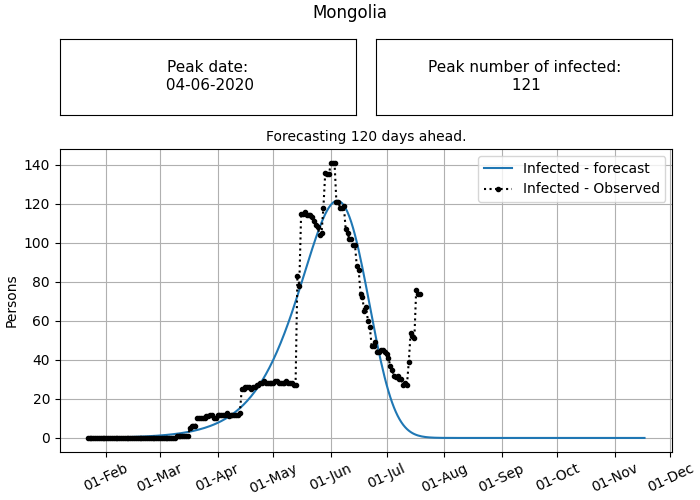 Mongolia
Peak date:
04-06-2020
Peak number of infected:
121
Forecasting 120 days ahead.
Infected - forecast
Infected - Observed
Persons
140
120
100
80
60
40
20
0
01-Feb
01-Mar
01-Apr
01-May
01-Jun
01-Jul
01-Aug
01-Sep
01-Oct
01-Nov
01-Dec